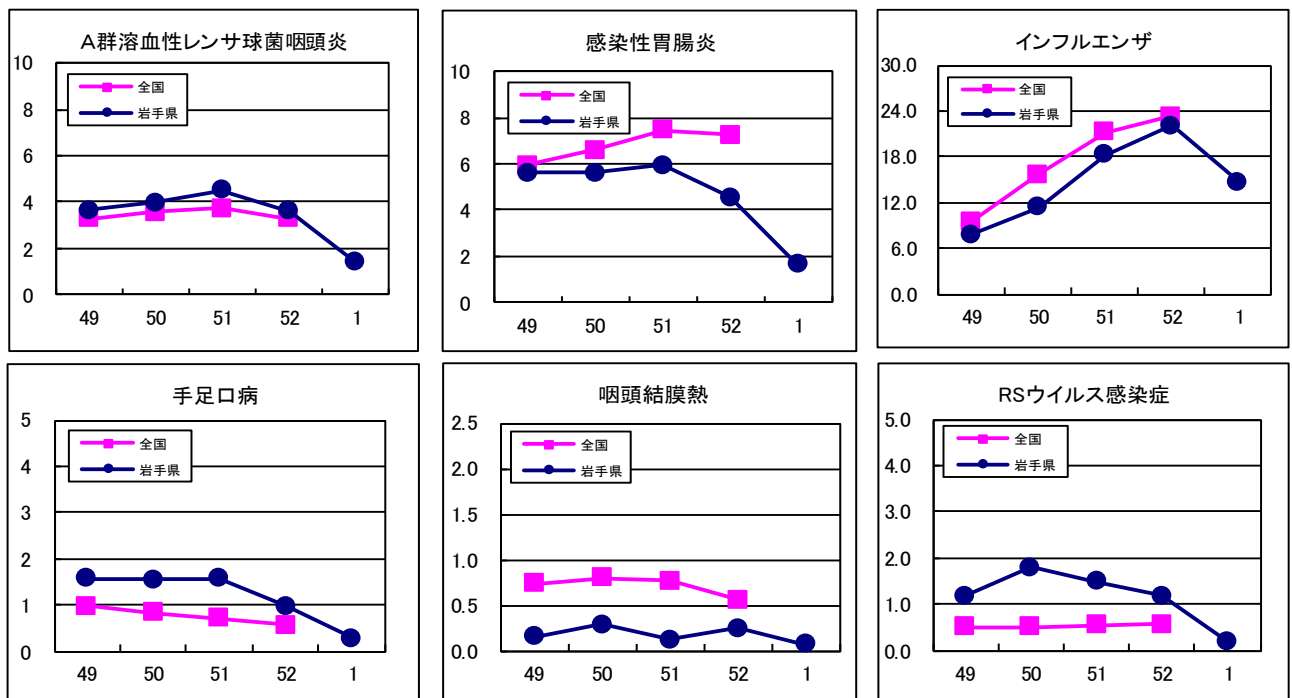 A群溶血性レンサ球菌咽頭炎
10
8
6
4
2
0
全国
岩手県
49 50 51 52 1
感染性胃腸炎
10
8
6
4
2
0
全国
岩手県
49 50 51 52 1
インフルエンザ
30.0
24.0
18.0
12.0
6.0
0.0
全国
岩手県
49 50 51 52 1
手足口病
5
4
3
2
1
0
全国
岩手県
49 50 51 52 1
咽頭結膜熱
2.5
2.0
1.5
1.0
0.5
0.0
全国
岩手県
49 50 51 52 1
RSウイルス感染症
5.0
4.0
3.0
2.0
1.0
0.0
全国
岩手県
49 50 51 52 1